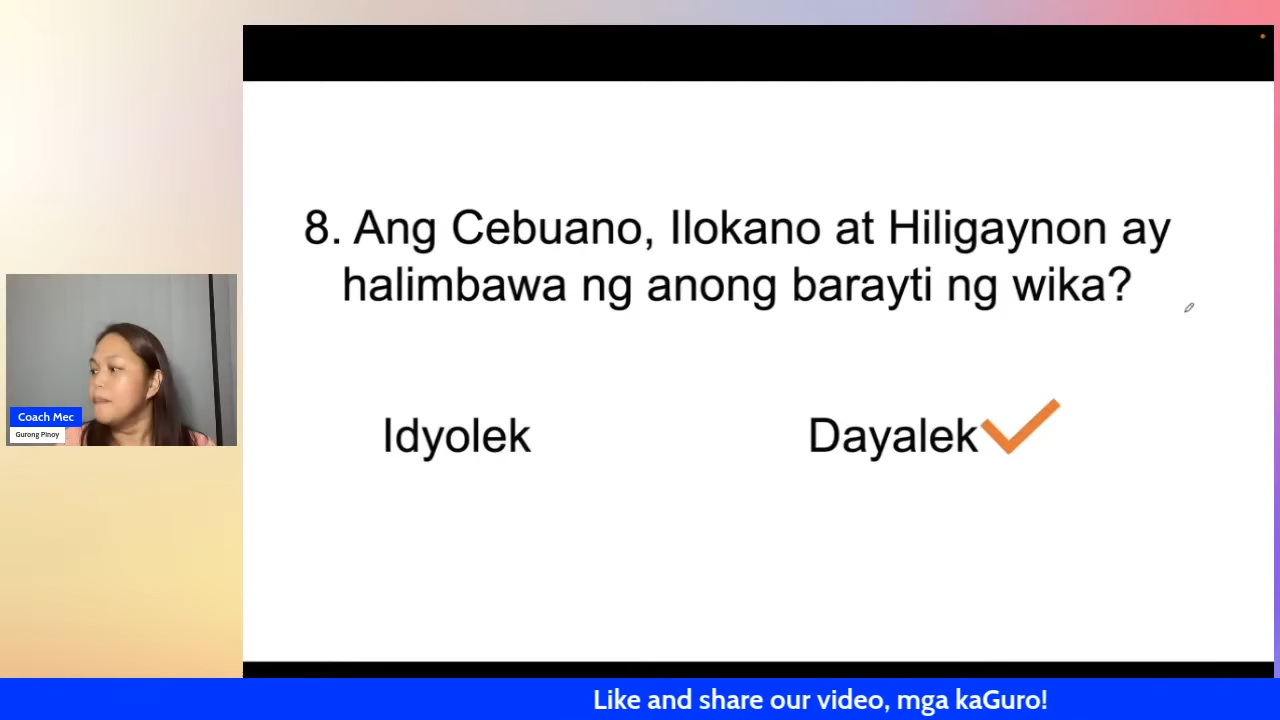 8. Ang Cebuano, Ilokano at Hiligaynon ay
halimbawa ng anong barayti ng wika?
Idyolek
Dayalek
Coach Mec
Gurong Pinoy
Like and share our video, mga kaGuro!